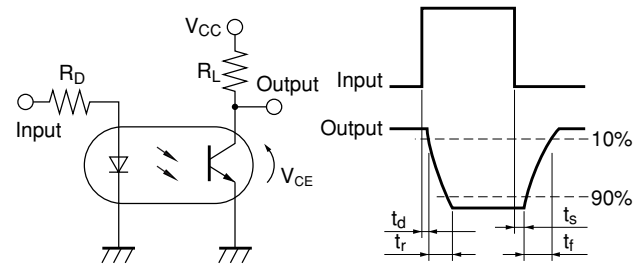 V_CC
R_D
R_L
Output
Input
V_CE
Input
Output
10%
90%
t_d
t_s
t_r
t_f